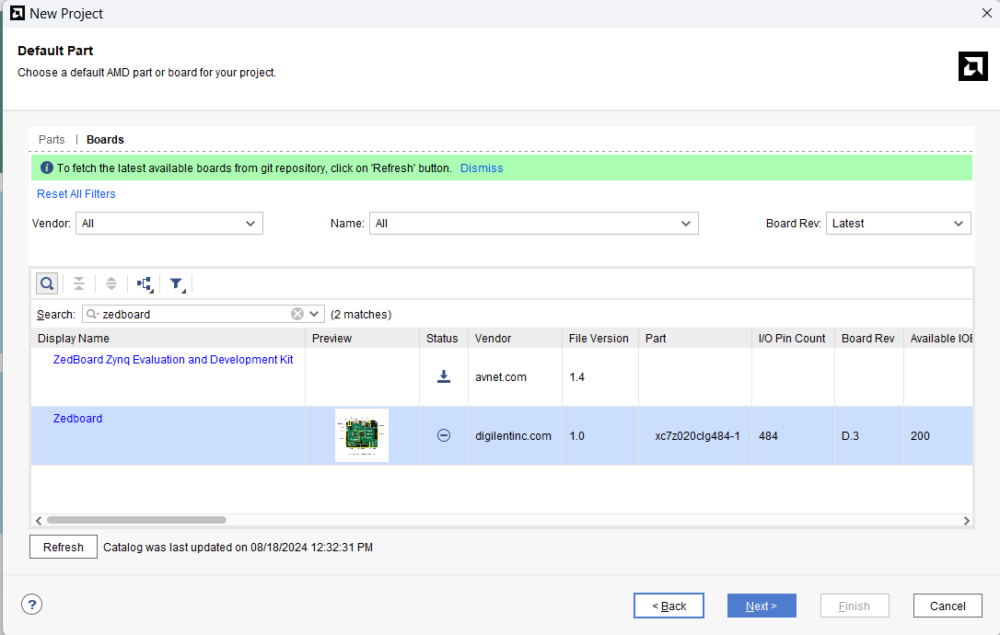 New Project
Default Part
Choose a default AMD part or board for your project.
Parts | Boards
To fetch the latest available boards from git repository, click on 'Refresh' button. Dismiss
Reset All Filters
Vendor: All Name: All Board Rev: Latest
Search: zedboard (2 matches)
Display Name Preview Status Vendor File Version Part I/O Pin Count Board Rev Available IOB
ZedBoard Zynq Evaluation and Development Kit avnet.com 1.4
Zedboard digilentinc.com 1.0 xc7z020clg484-1 484 D.3 200
Refresh Catalog was last updated on 08/18/2024 12:32:31 PM
? < Back Next > Finish Cancel